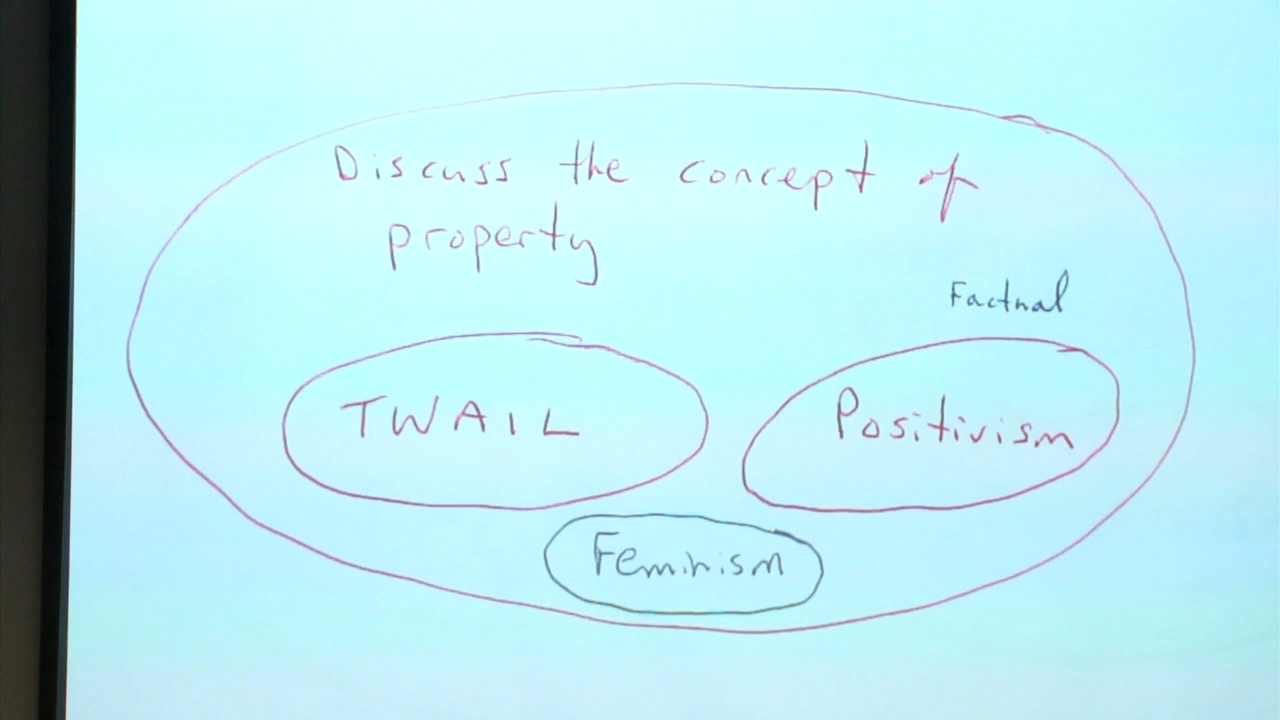 Discuss the concept of
property
Factual
TWAIL
Positivism
Feminism